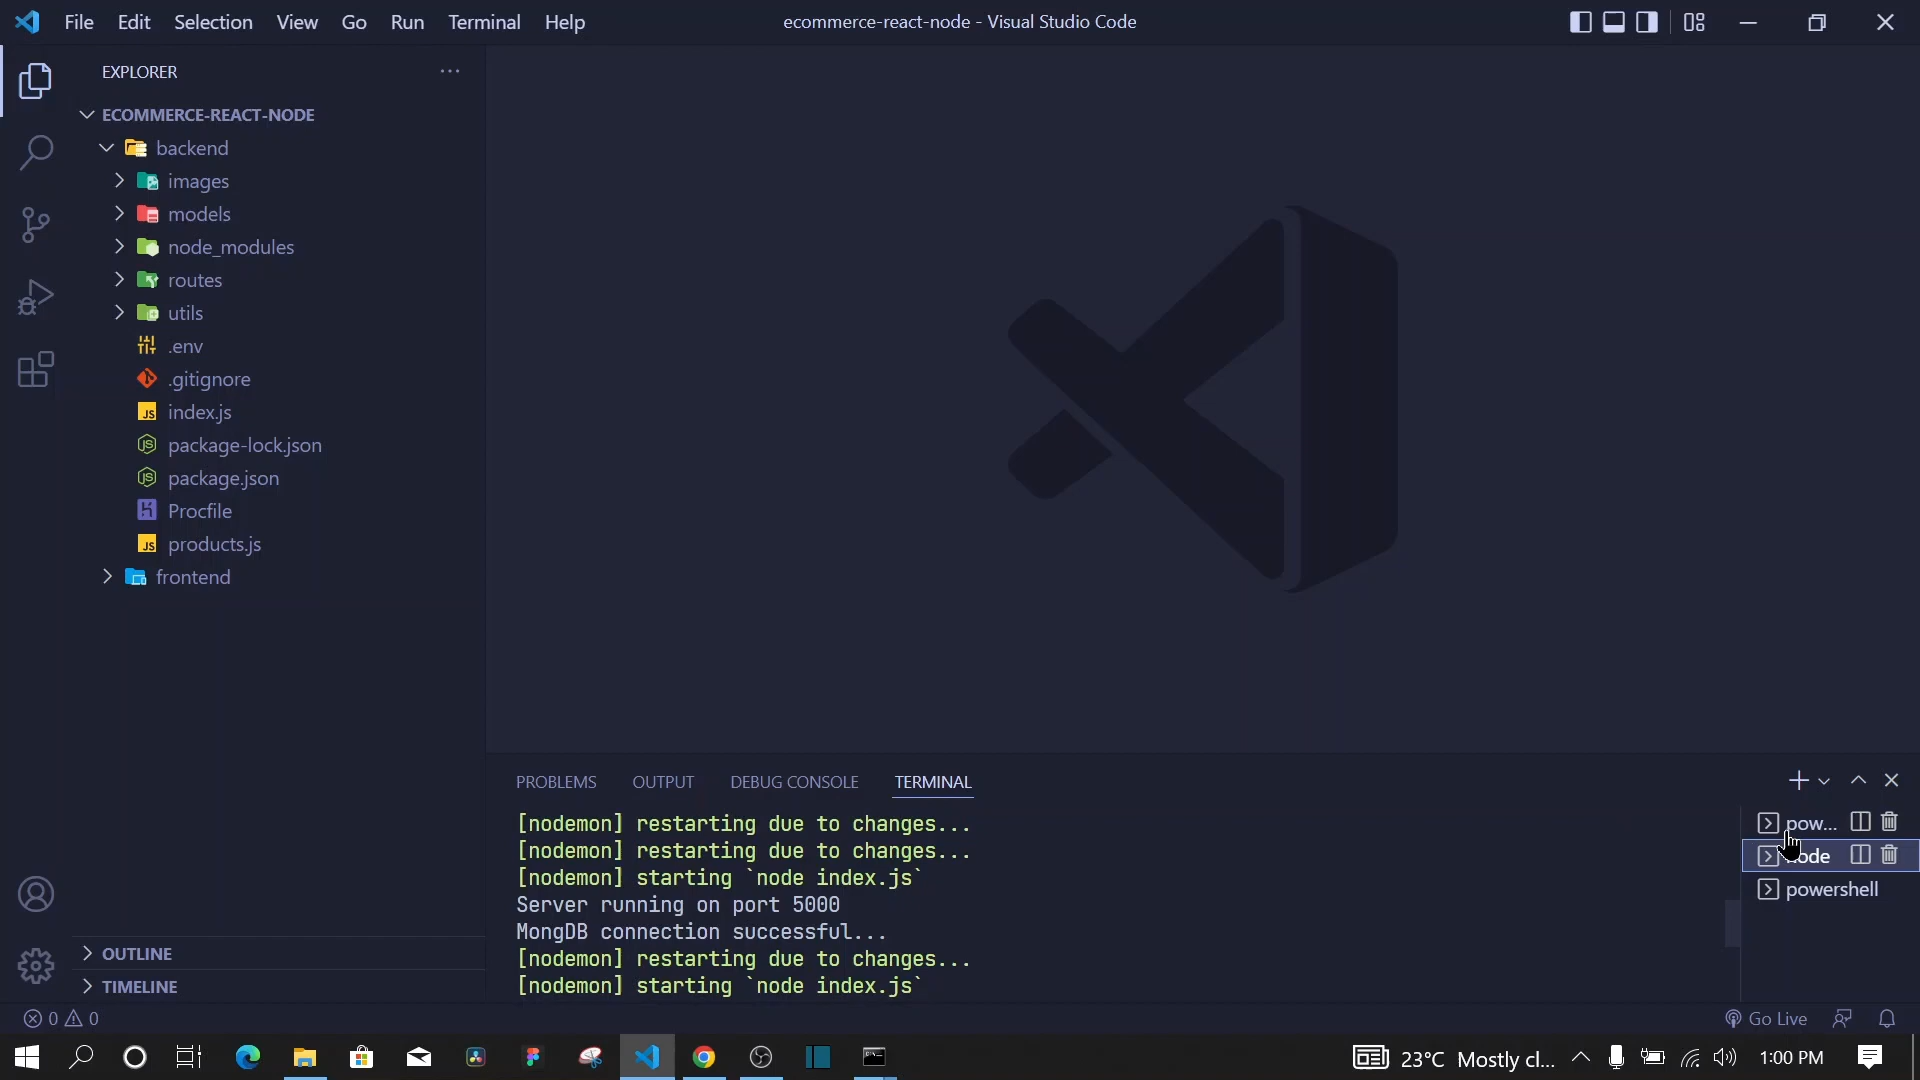 File Edit Selection View Go Run Terminal Help
ecommerce-react-node - Visual Studio Code
EXPLORER
ECOMMERCE-REACT-NODE
backend
images
models
node_modules
routes
utils
.env
.gitignore
JS index.js
package-lock.json
package.json
Procfile
JS products.js
frontend
OUTLINE
TIMELINE
PROBLEMS OUTPUT DEBUG CONSOLE TERMINAL
[nodemon] restarting due to changes...
[nodemon] restarting due to changes...
[nodemon] starting `node index.js`
Server running on port 5000
MongDB connection successful...
[nodemon] restarting due to changes...
[nodemon] starting `node index.js`
pow...
node
powershell
0 0
Go Live
23°C Mostly cl...
1:00 PM